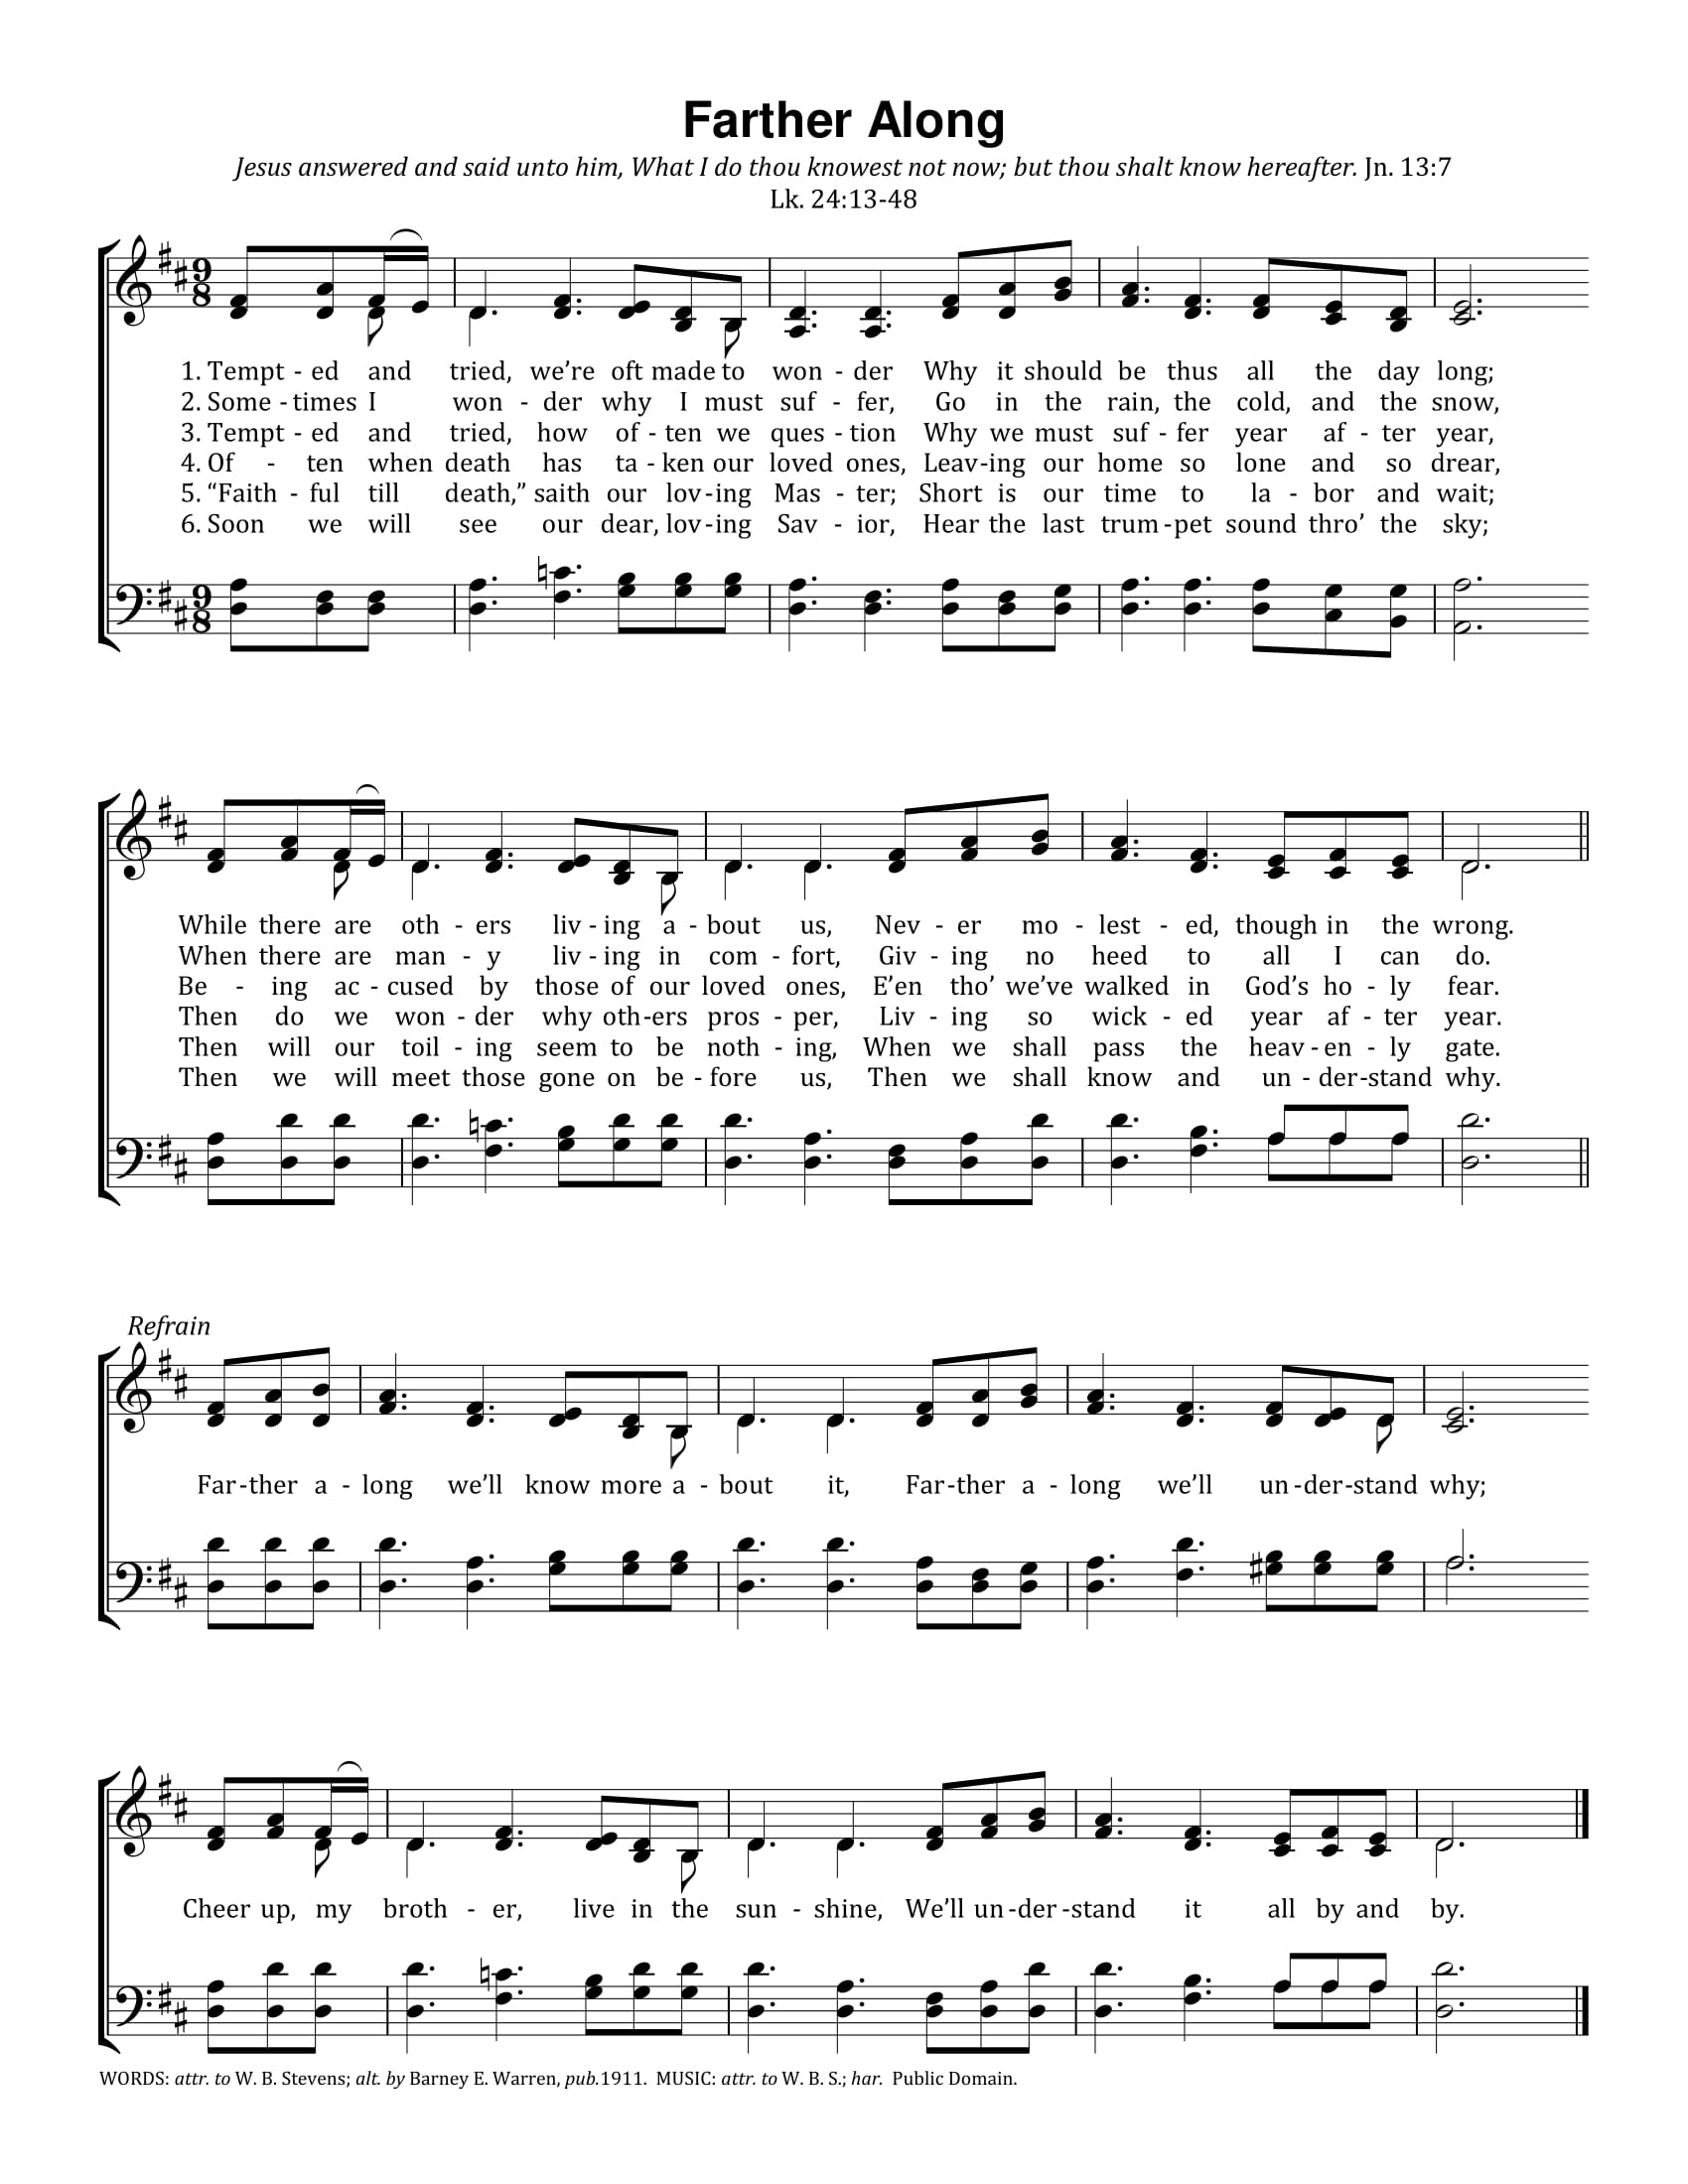 Farther Along
Jesus answered and said unto him, What I do thou knowest not now; but thou shalt know hereafter. Jn. 13:7
Lk. 24:13-48
9
8
1. Tempt - ed and tried, we’re oft made to won - der Why it should be thus all the day long;
2. Some - times I won - der why I must suf - fer, Go in the rain, the cold, and the snow,
3. Tempt - ed and tried, how of - ten we ques - tion Why we must suf - fer year af - ter year,
4. Of - ten when death has ta - ken our loved ones, Leav - ing our home so lone and so drear,
5. “Faith - ful till death,” saith our lov - ing Mas - ter; Short is our time to la - bor and wait;
6. Soon we will see our dear, lov - ing Sav - ior, Hear the last trum - pet sound thro’ the sky;
9
8
While there are oth - ers liv - ing a - bout us, Nev - er mo - lest - ed, though in the wrong.
When there are man - y liv - ing in com - fort, Giv - ing no heed to all I can do.
Be - ing ac - cused by those of our loved ones, E’en tho’ we’ve walked in God’s ho - ly fear.
Then do we won - der why oth - ers pros - per, Liv - ing so wick - ed year af - ter year.
Then will our toil - ing seem to be noth - ing, When we shall pass the heav - en - ly gate.
Then we will meet those gone on be - fore us, Then we shall know and un - der - stand why.
Refrain
Far - ther a - long we’ll know more a - bout it, Far - ther a - long we’ll un - der - stand why;
Cheer up, my broth - er, live in the sun - shine, We’ll un - der - stand it all by and by.
WORDS: attr. to W. B. Stevens; alt. by Barney E. Warren, pub.1911. MUSIC: attr. to W. B. S.; har. Public Domain.